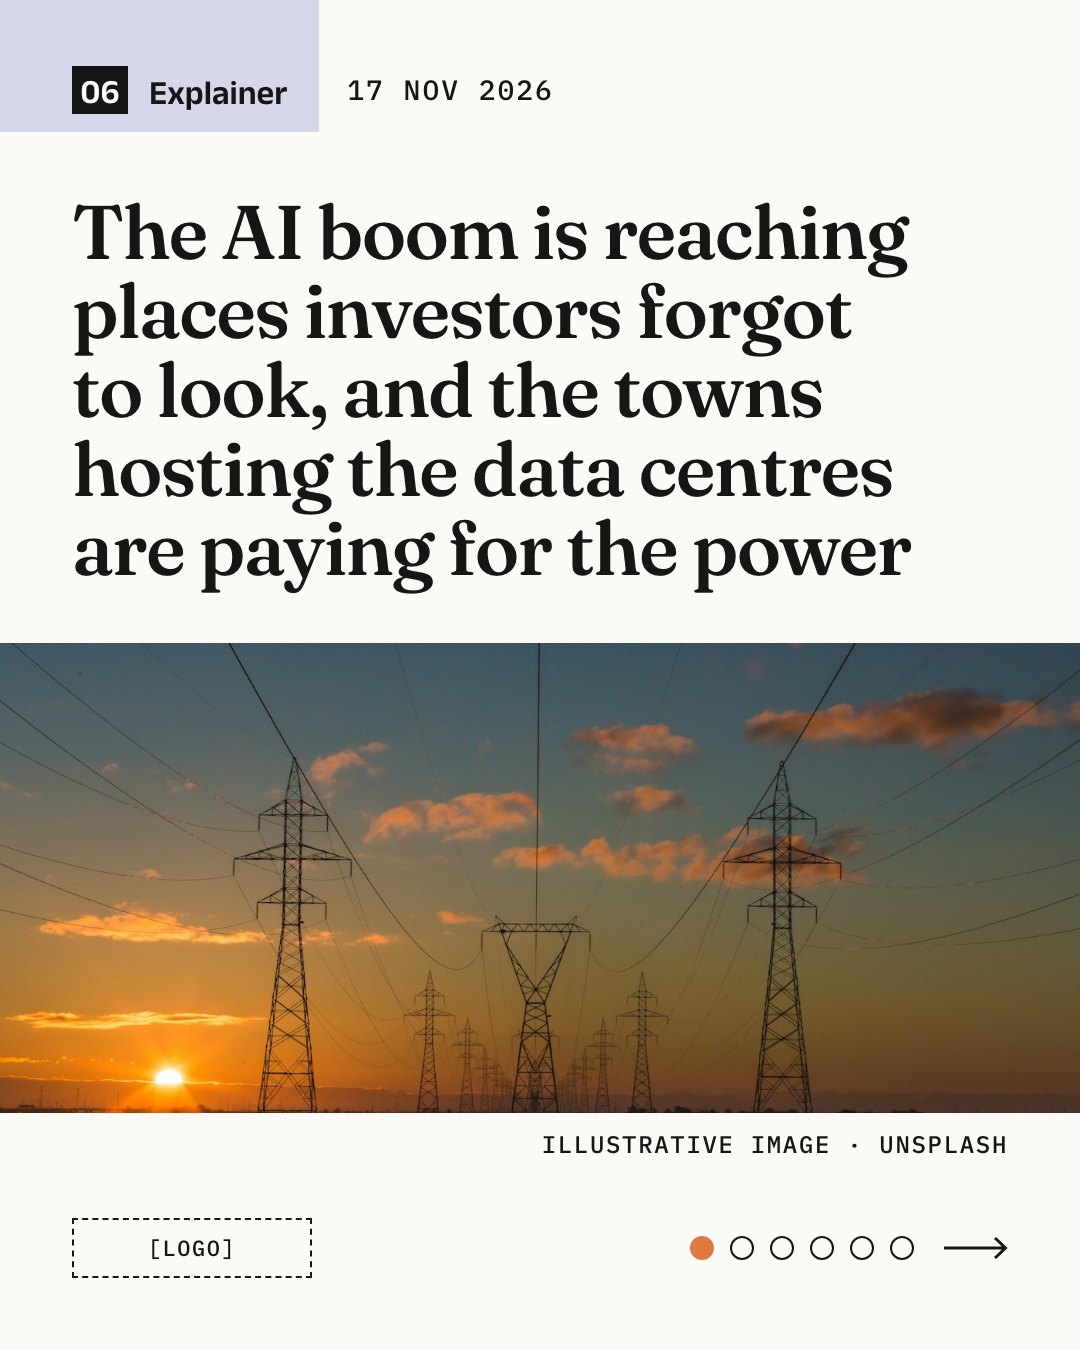 06 Explainer 17 NOV 2026
The AI boom is reaching
places investors forgot
to look, and the towns
hosting the data centres
are paying for the power
ILLUSTRATIVE IMAGE · UNSPLASH
[LOGO]